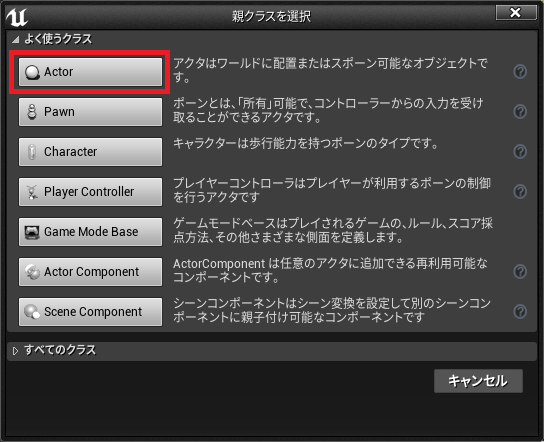 親クラスを選択
よく使うクラス
Actor
アクタはワールドに配置またはスポーン可能なオブジェクトで
す。
Pawn
ポーンとは、「所有」可能で、コントローラーからの入力を受け
取ることができるアクタです。
Character
キャラクターは歩行能力を持つポーンのタイプです。
Player Controller
プレイヤーコントローラはプレイヤーが利用するポーンの制御
を行うアクタです
Game Mode Base
ゲームモードベースはプレイされるゲームの、ルール、スコア採
点方法、その他さまざまな側面を定義します。
Actor Component
ActorComponent は任意のアクタに追加できる再利用可能な
コンポーネントです。
Scene Component
シーンコンポーネントはシーン変換を設定して別のシーンコン
ポーネントに親子付け可能なコンポーネントです
すべてのクラス
キャンセル